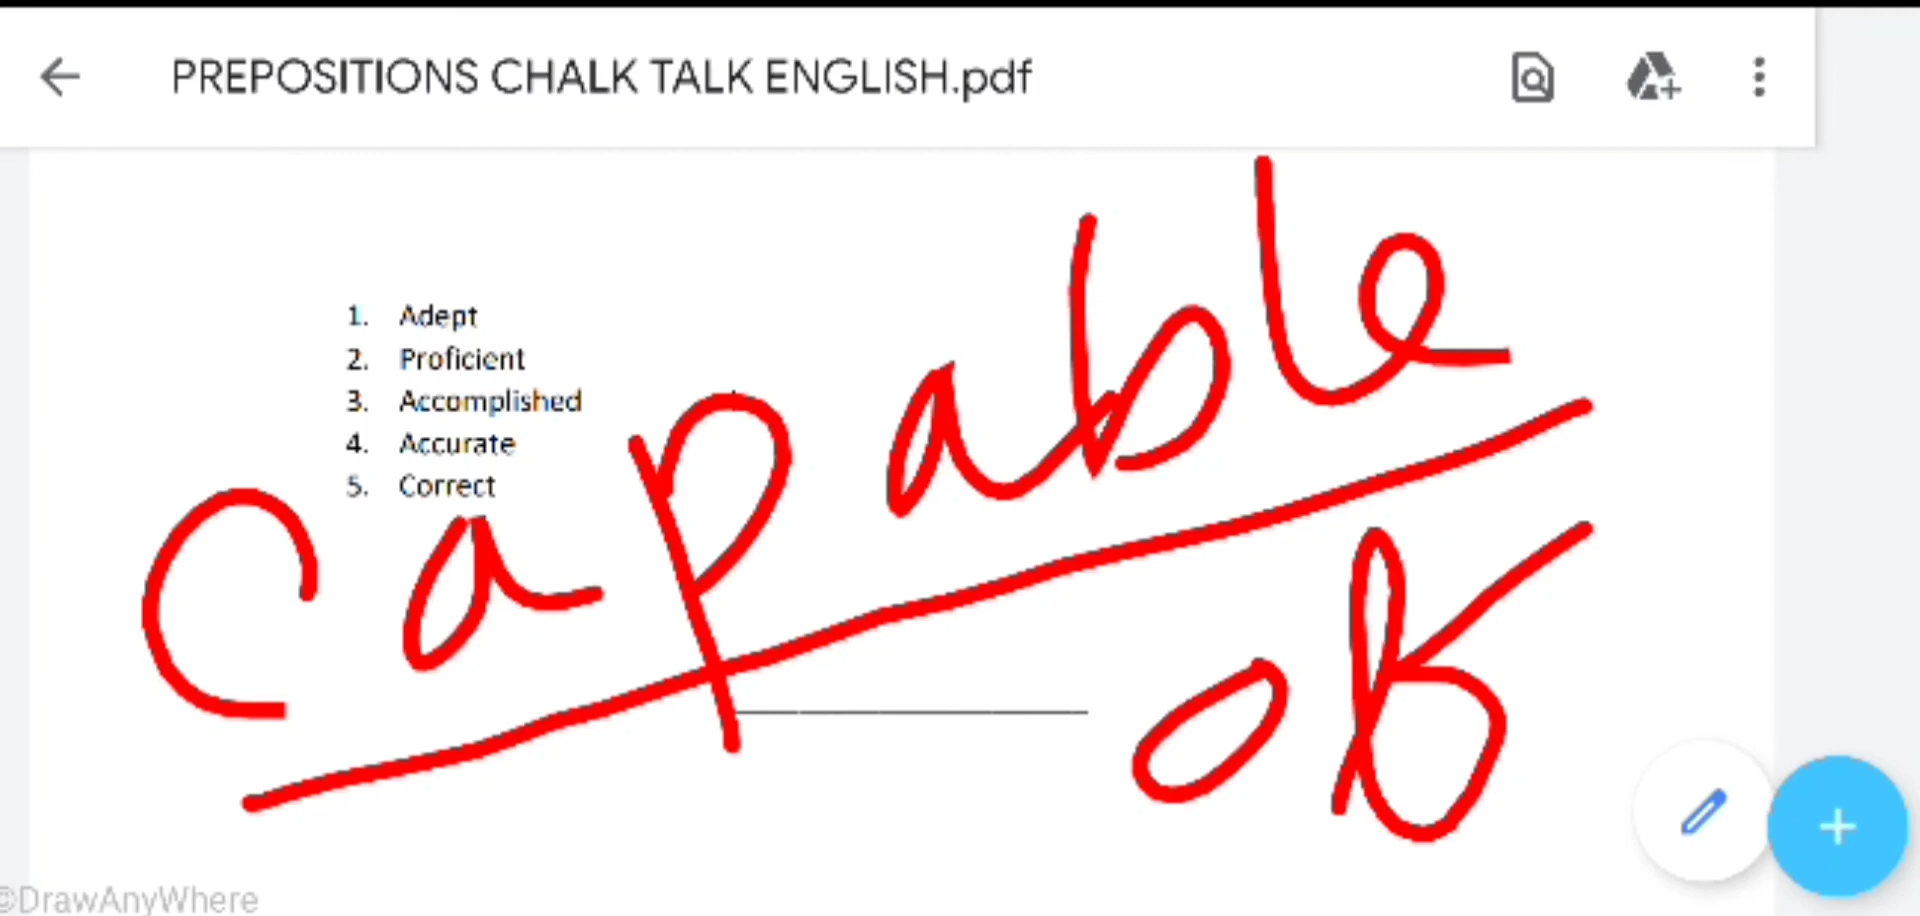 PREPOSITIONS CHALK TALK ENGLISH.pdf
1. Adept
2. Proficient
3. Accomplished
4. Accurate
5. Correct
capable
of
©DrawAnyWhere